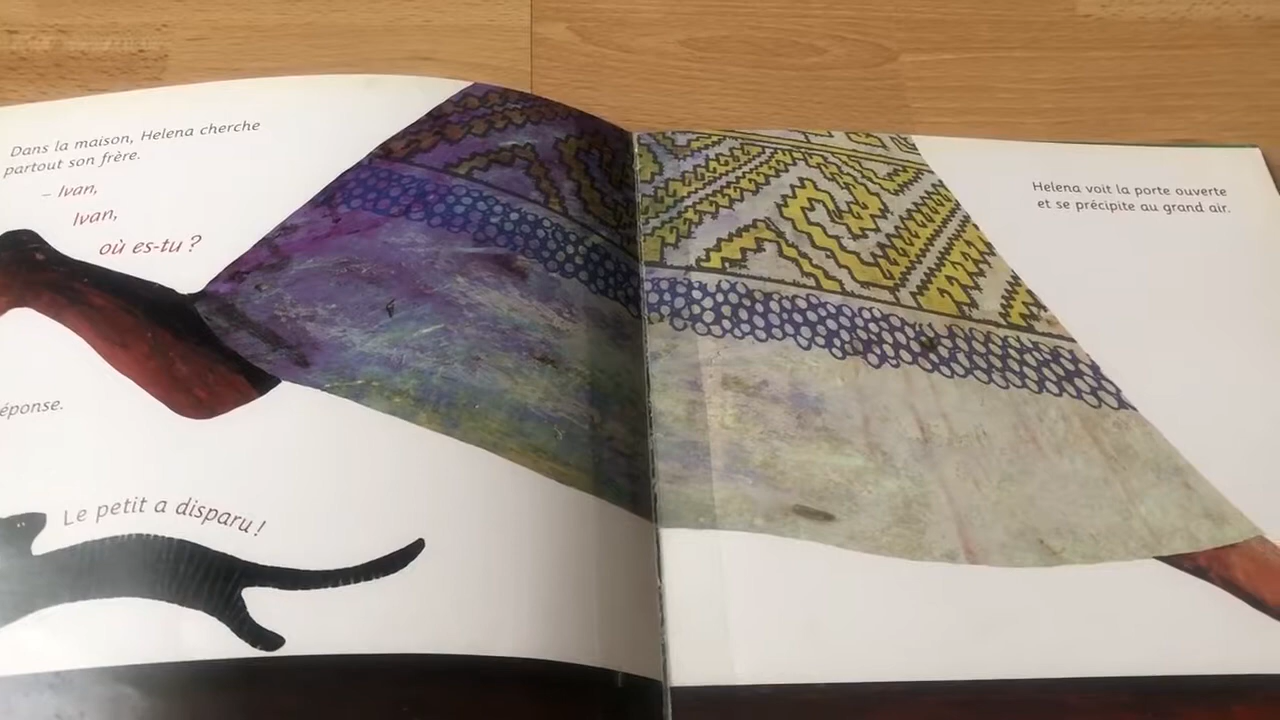 Dans la maison, Helena cherche
partout son frère.
– Ivan,
Ivan,
où es-tu ?
Le petit a disparu !
Helena voit la porte ouverte
et se précipite au grand air.